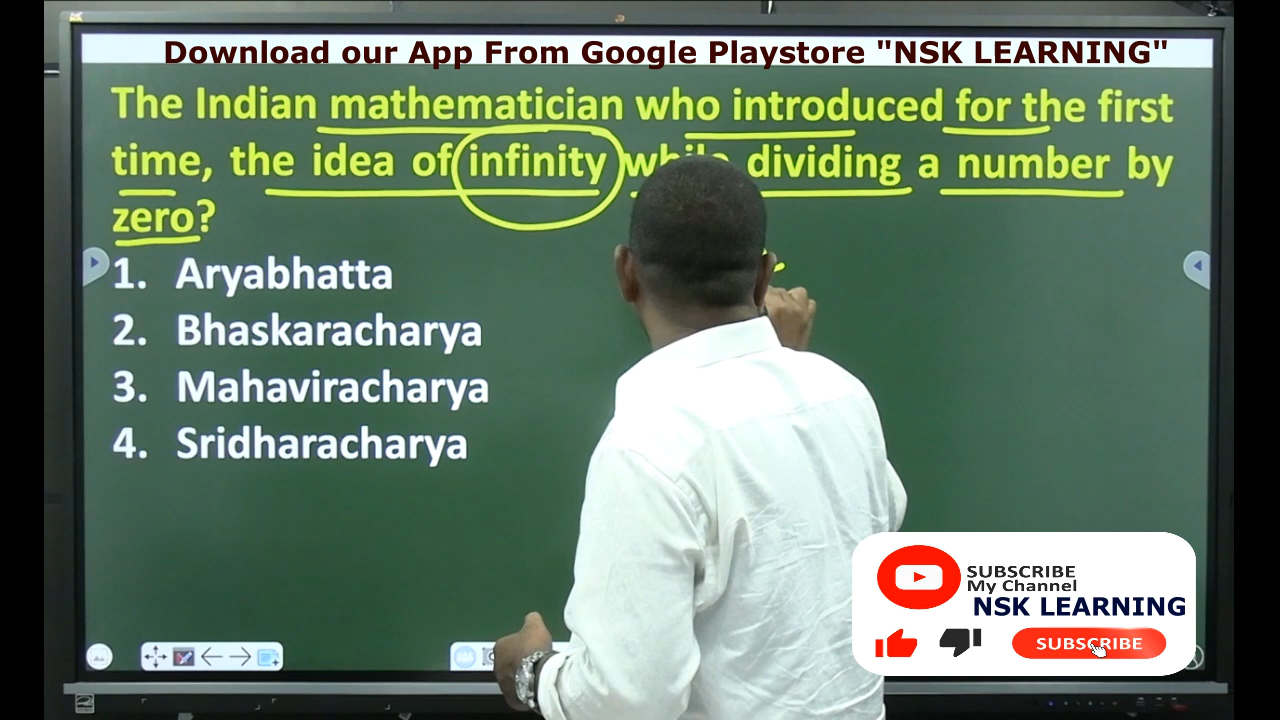 Download our App From Google Playstore "NSK LEARNING"
The Indian mathematician who introduced for the first
time, the idea of infinity while dividing a number by
zero?
1. Aryabhatta
2. Bhaskaracharya
3. Mahaviracharya
4. Sridharacharya
SUBSCRIBE
My Channel
NSK LEARNING
SUBSCRIBE